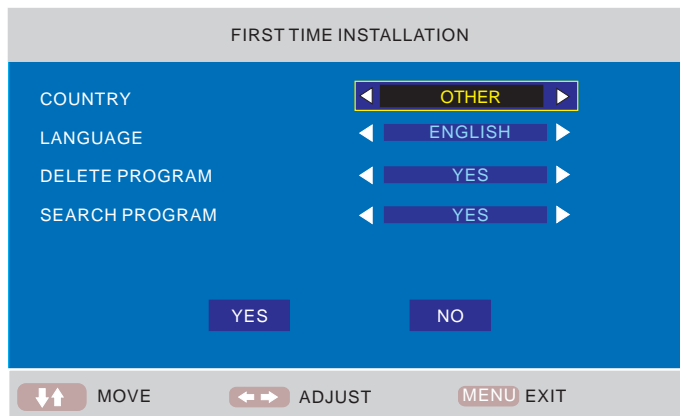 FIRST TIME INSTALLATION
COUNTRY OTHER
LANGUAGE ENGLISH
DELETE PROGRAM YES
SEARCH PROGRAM YES
YES NO
MOVE ADJUST MENU EXIT